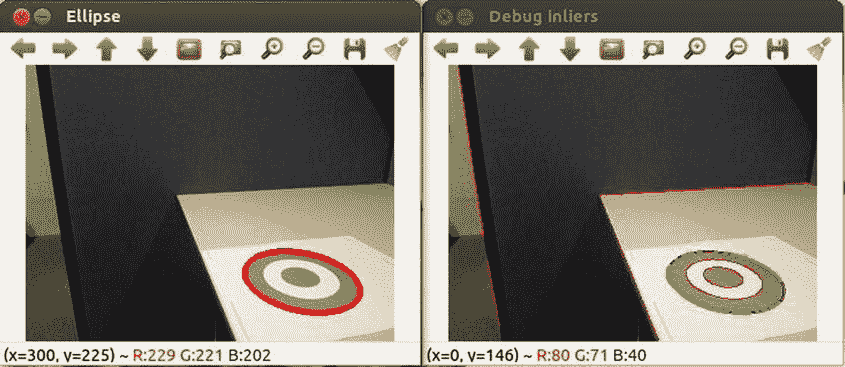 Ellipse
Debug inliers
(x=300, y=225) ~ R:229 G:221 B:202
(x=0, y=146) ~ R:80 G:71 B:40